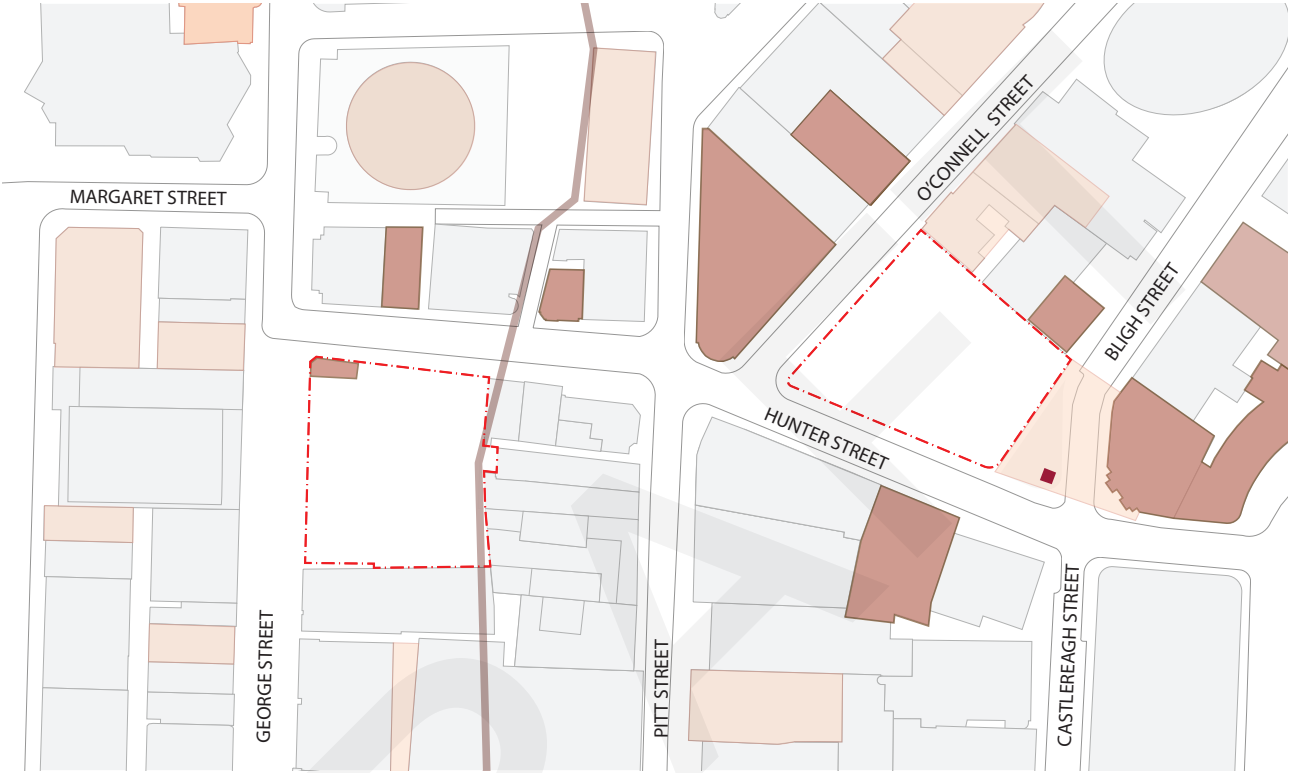 MARGARET STREET
O'CONNELL STREET
BLIGH STREET
HUNTER STREET
GEORGE STREET
PITT STREET
CASTLEREAGH STREET